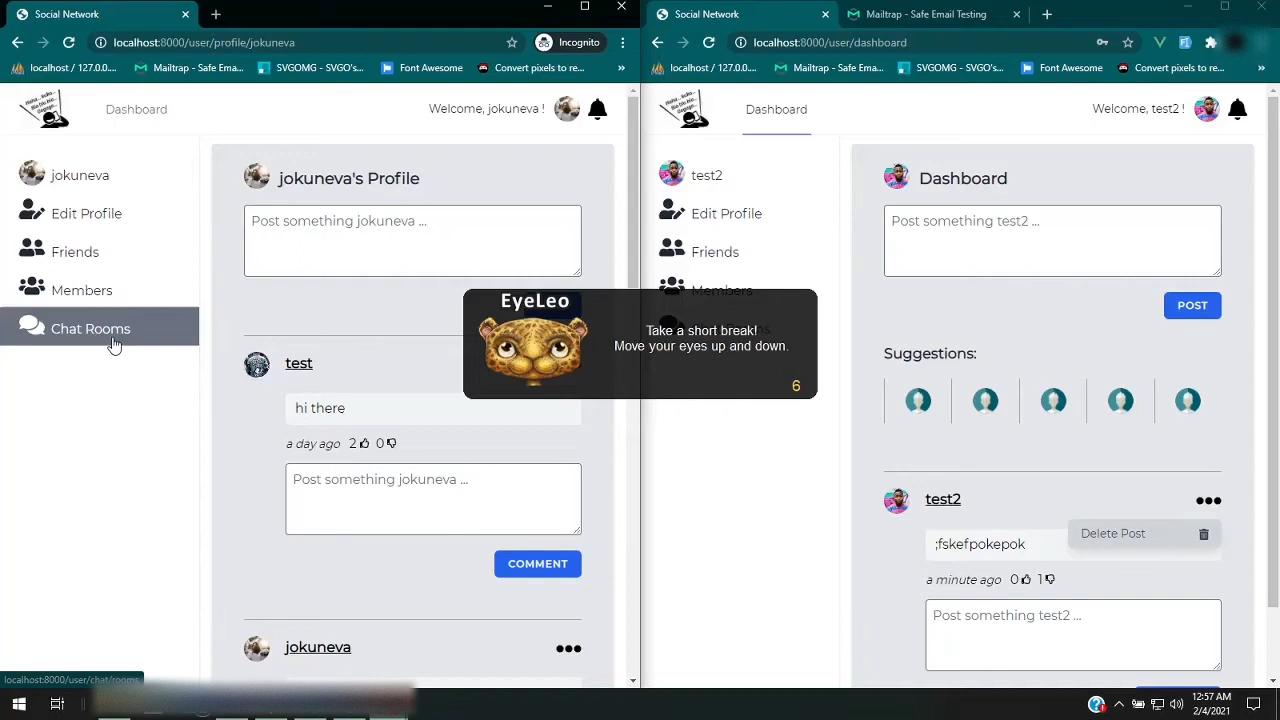 Social Network
localhost:8000/user/profile/jokuneva
Incognito
localhost / 127.0.0....
Mailtrap - Safe Ema...
SVGOMG - SVGO's...
Font Awesome
Convert pixels to re...
»
Dashboard
Welcome, jokuneva !
jokuneva
Edit Profile
Friends
Members
Chat Rooms
jokuneva's Profile
Post something jokuneva ...
test
hi there
a day ago 2 0
Post something jokuneva ...
COMMENT
jokuneva
localhost:8000/user/chat/rooms
EyeLeo
Take a short break!
Move your eyes up and down.
6
Social Network
Mailtrap - Safe Email Testing
localhost:8000/user/dashboard
localhost / 127.0.0....
Mailtrap - Safe Ema...
SVGOMG - SVGO's...
Font Awesome
Convert pixels to re...
»
Dashboard
Welcome, test2 !
test2
Edit Profile
Friends
Members
Dashboard
Post something test2 ...
POST
Suggestions:
test2
Delete Post
;fskefpokepok
a minute ago 0 1
Post something test2 ...
12:57 AM
2/4/2021